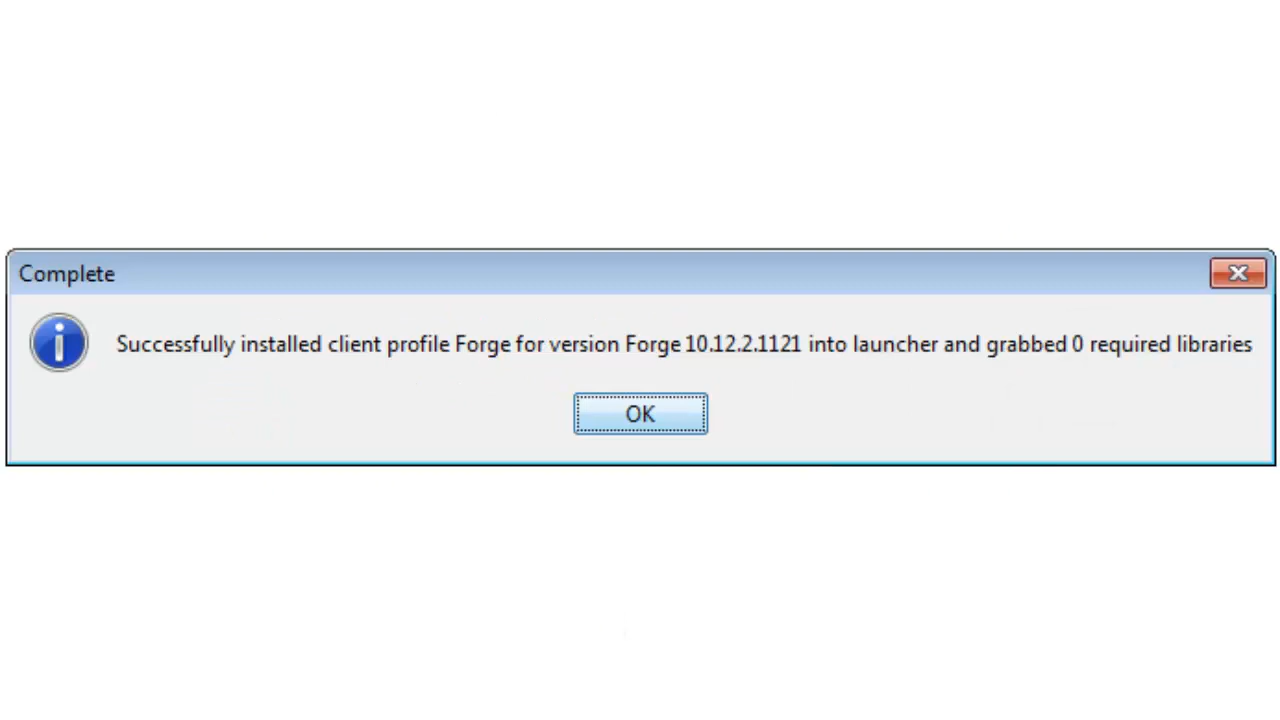 Complete
Successfully installed client profile Forge for version Forge 10.12.2.1121 into launcher and grabbed 0 required libraries
OK